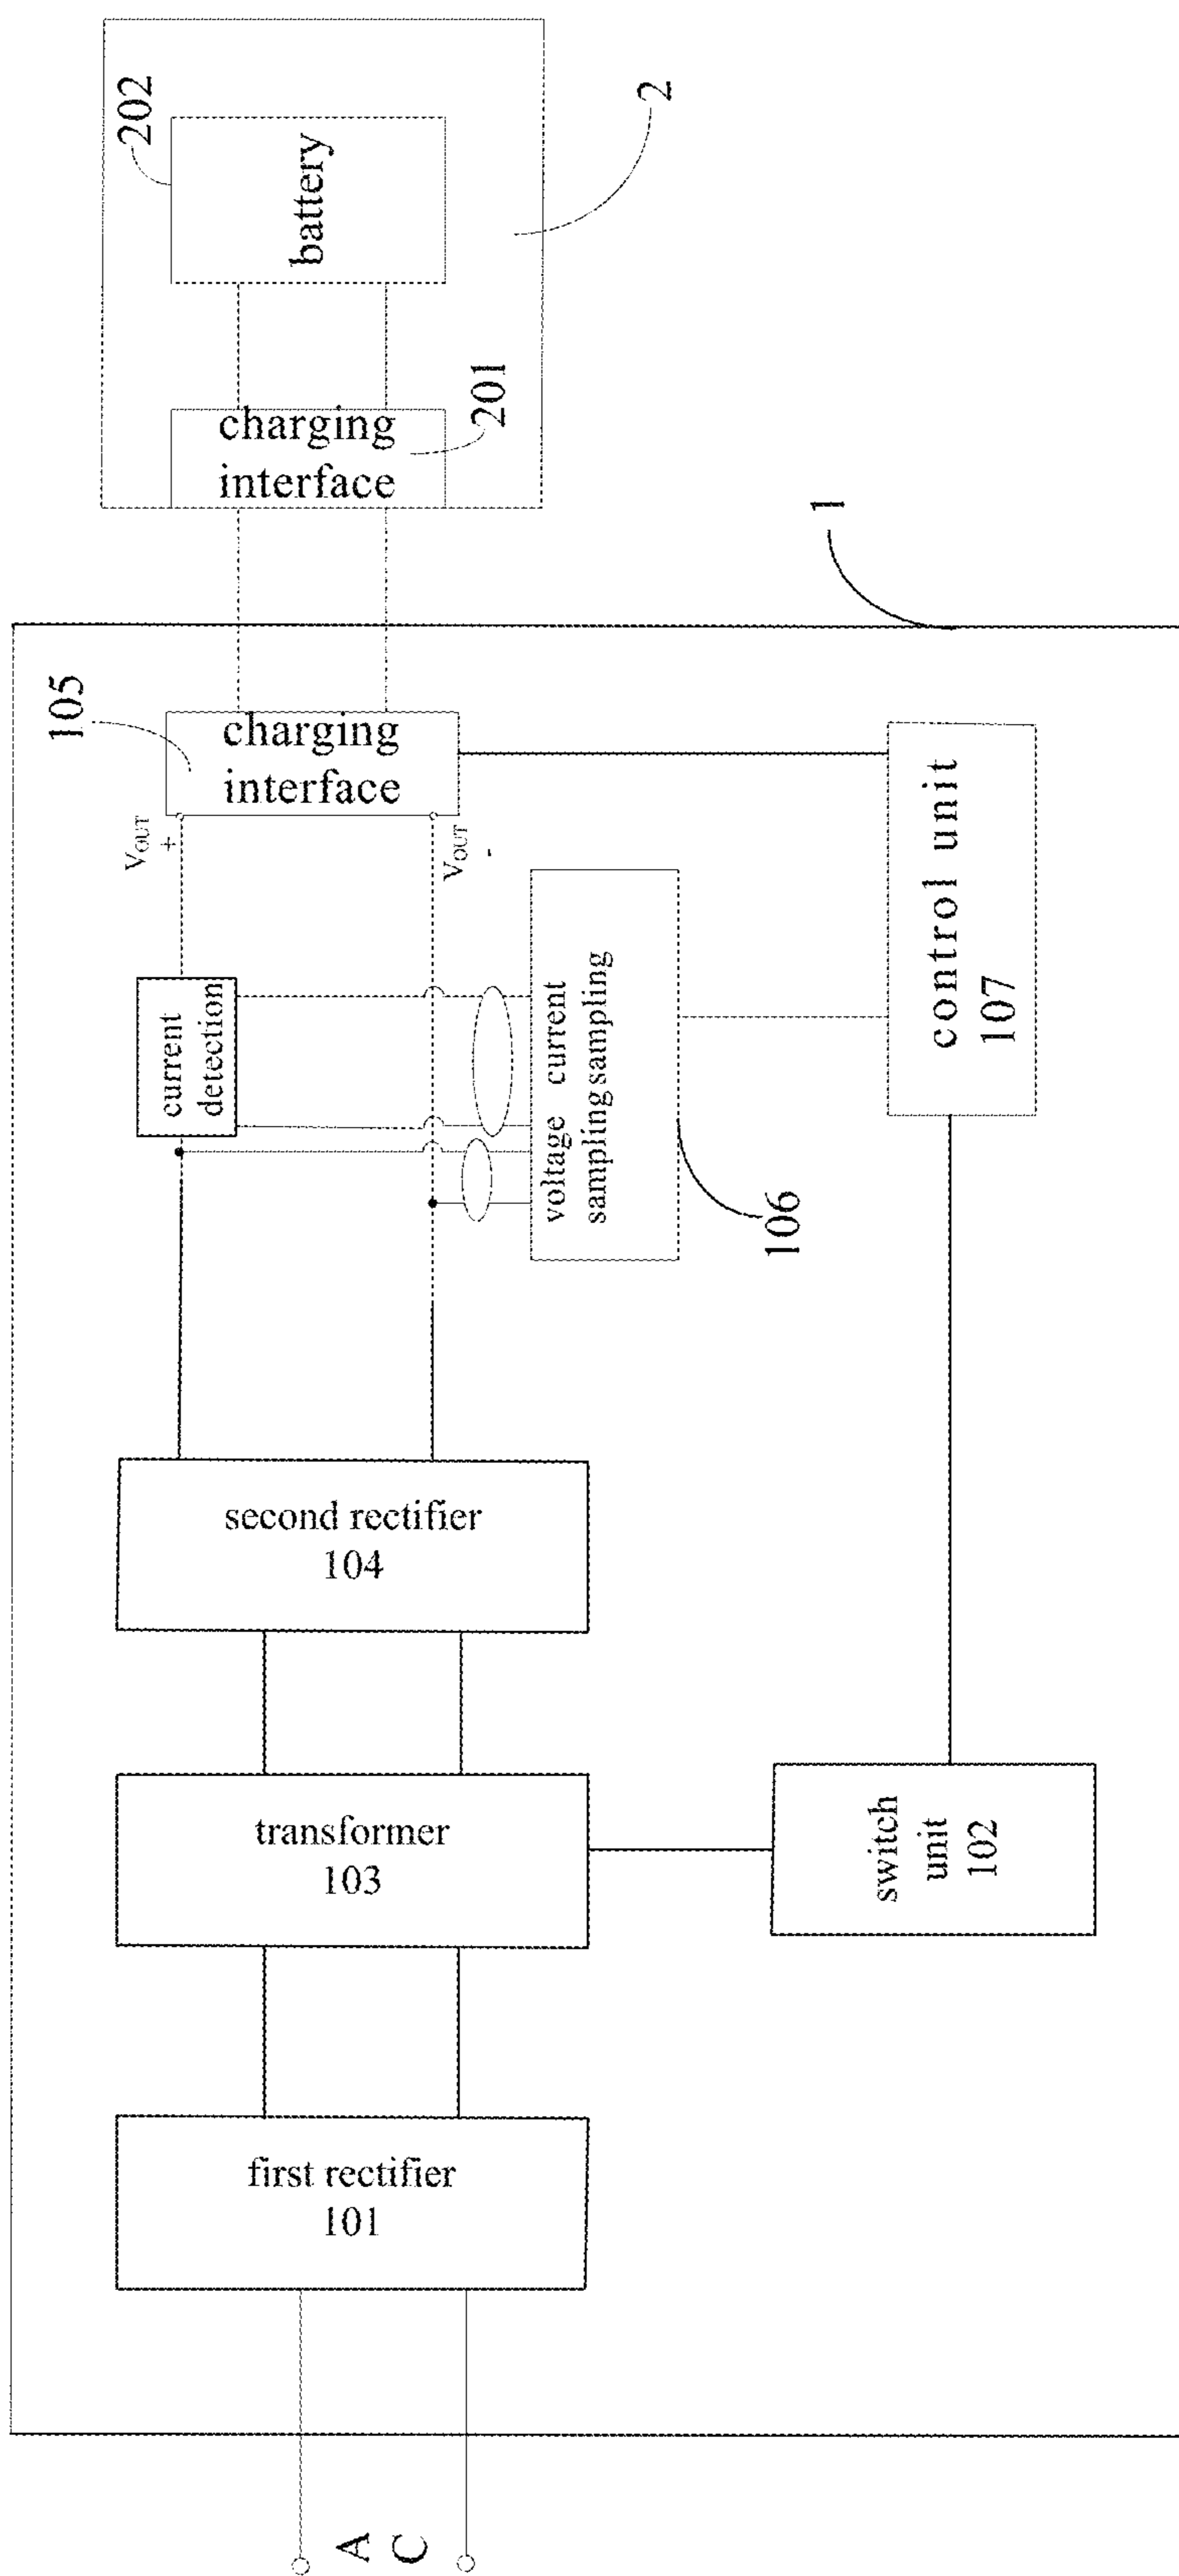 202
battery
2
charging
interface
201
1
105
charging
interface
VOUT
+
VOUT
-
current
detection
voltage current
sampling sampling
106
control unit
107
second rectifier
104
transformer
103
switch
unit
102
first rectifier
101
A
C